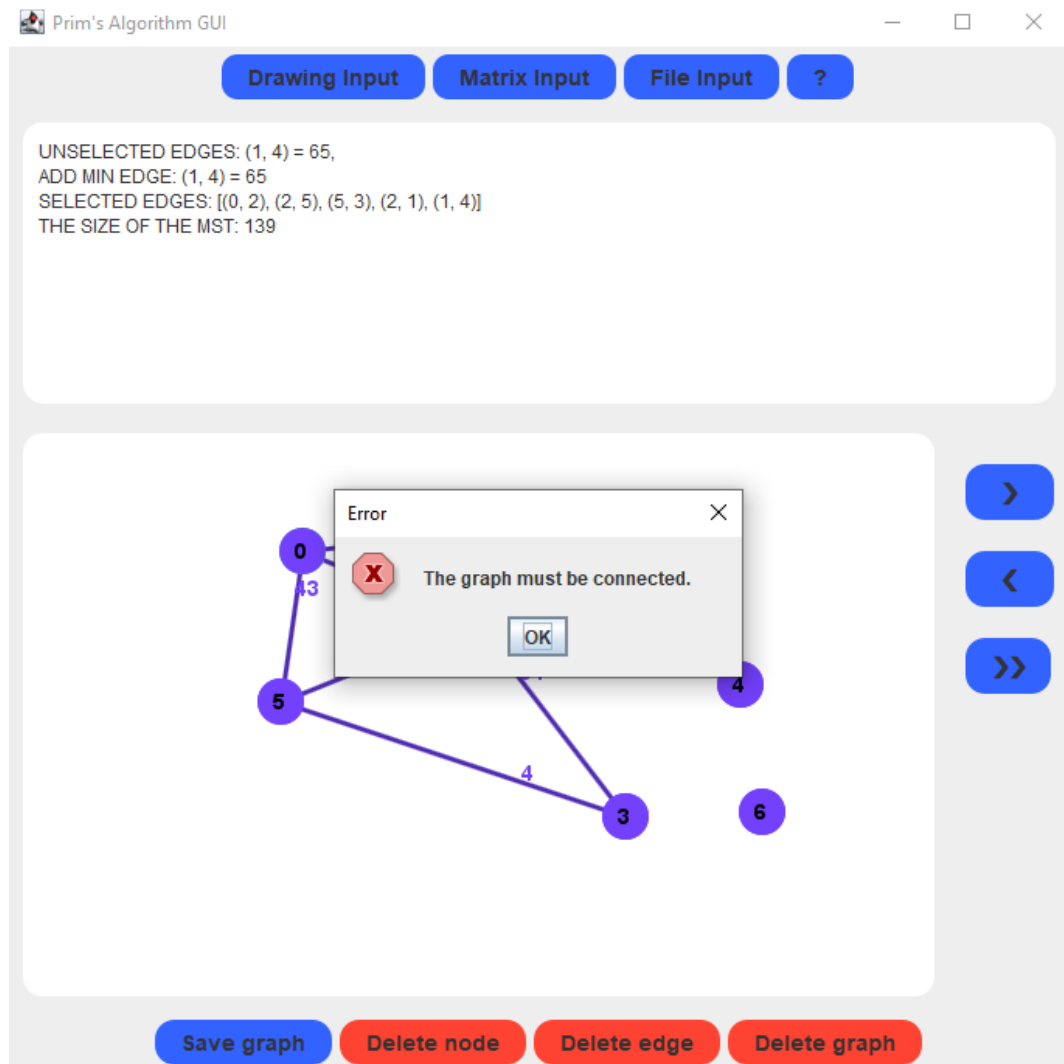 Prim's Algorithm GUI
Drawing Input Matrix Input File Input ?
UNSELECTED EDGES: (1, 4) = 65,
ADD MIN EDGE: (1, 4) = 65
SELECTED EDGES: [(0, 2), (2, 5), (5, 3), (2, 1), (1, 4)]
THE SIZE OF THE MST: 139
Error
The graph must be connected.
OK
0
43
5
4
4
3
6
Save graph Delete node Delete edge Delete graph